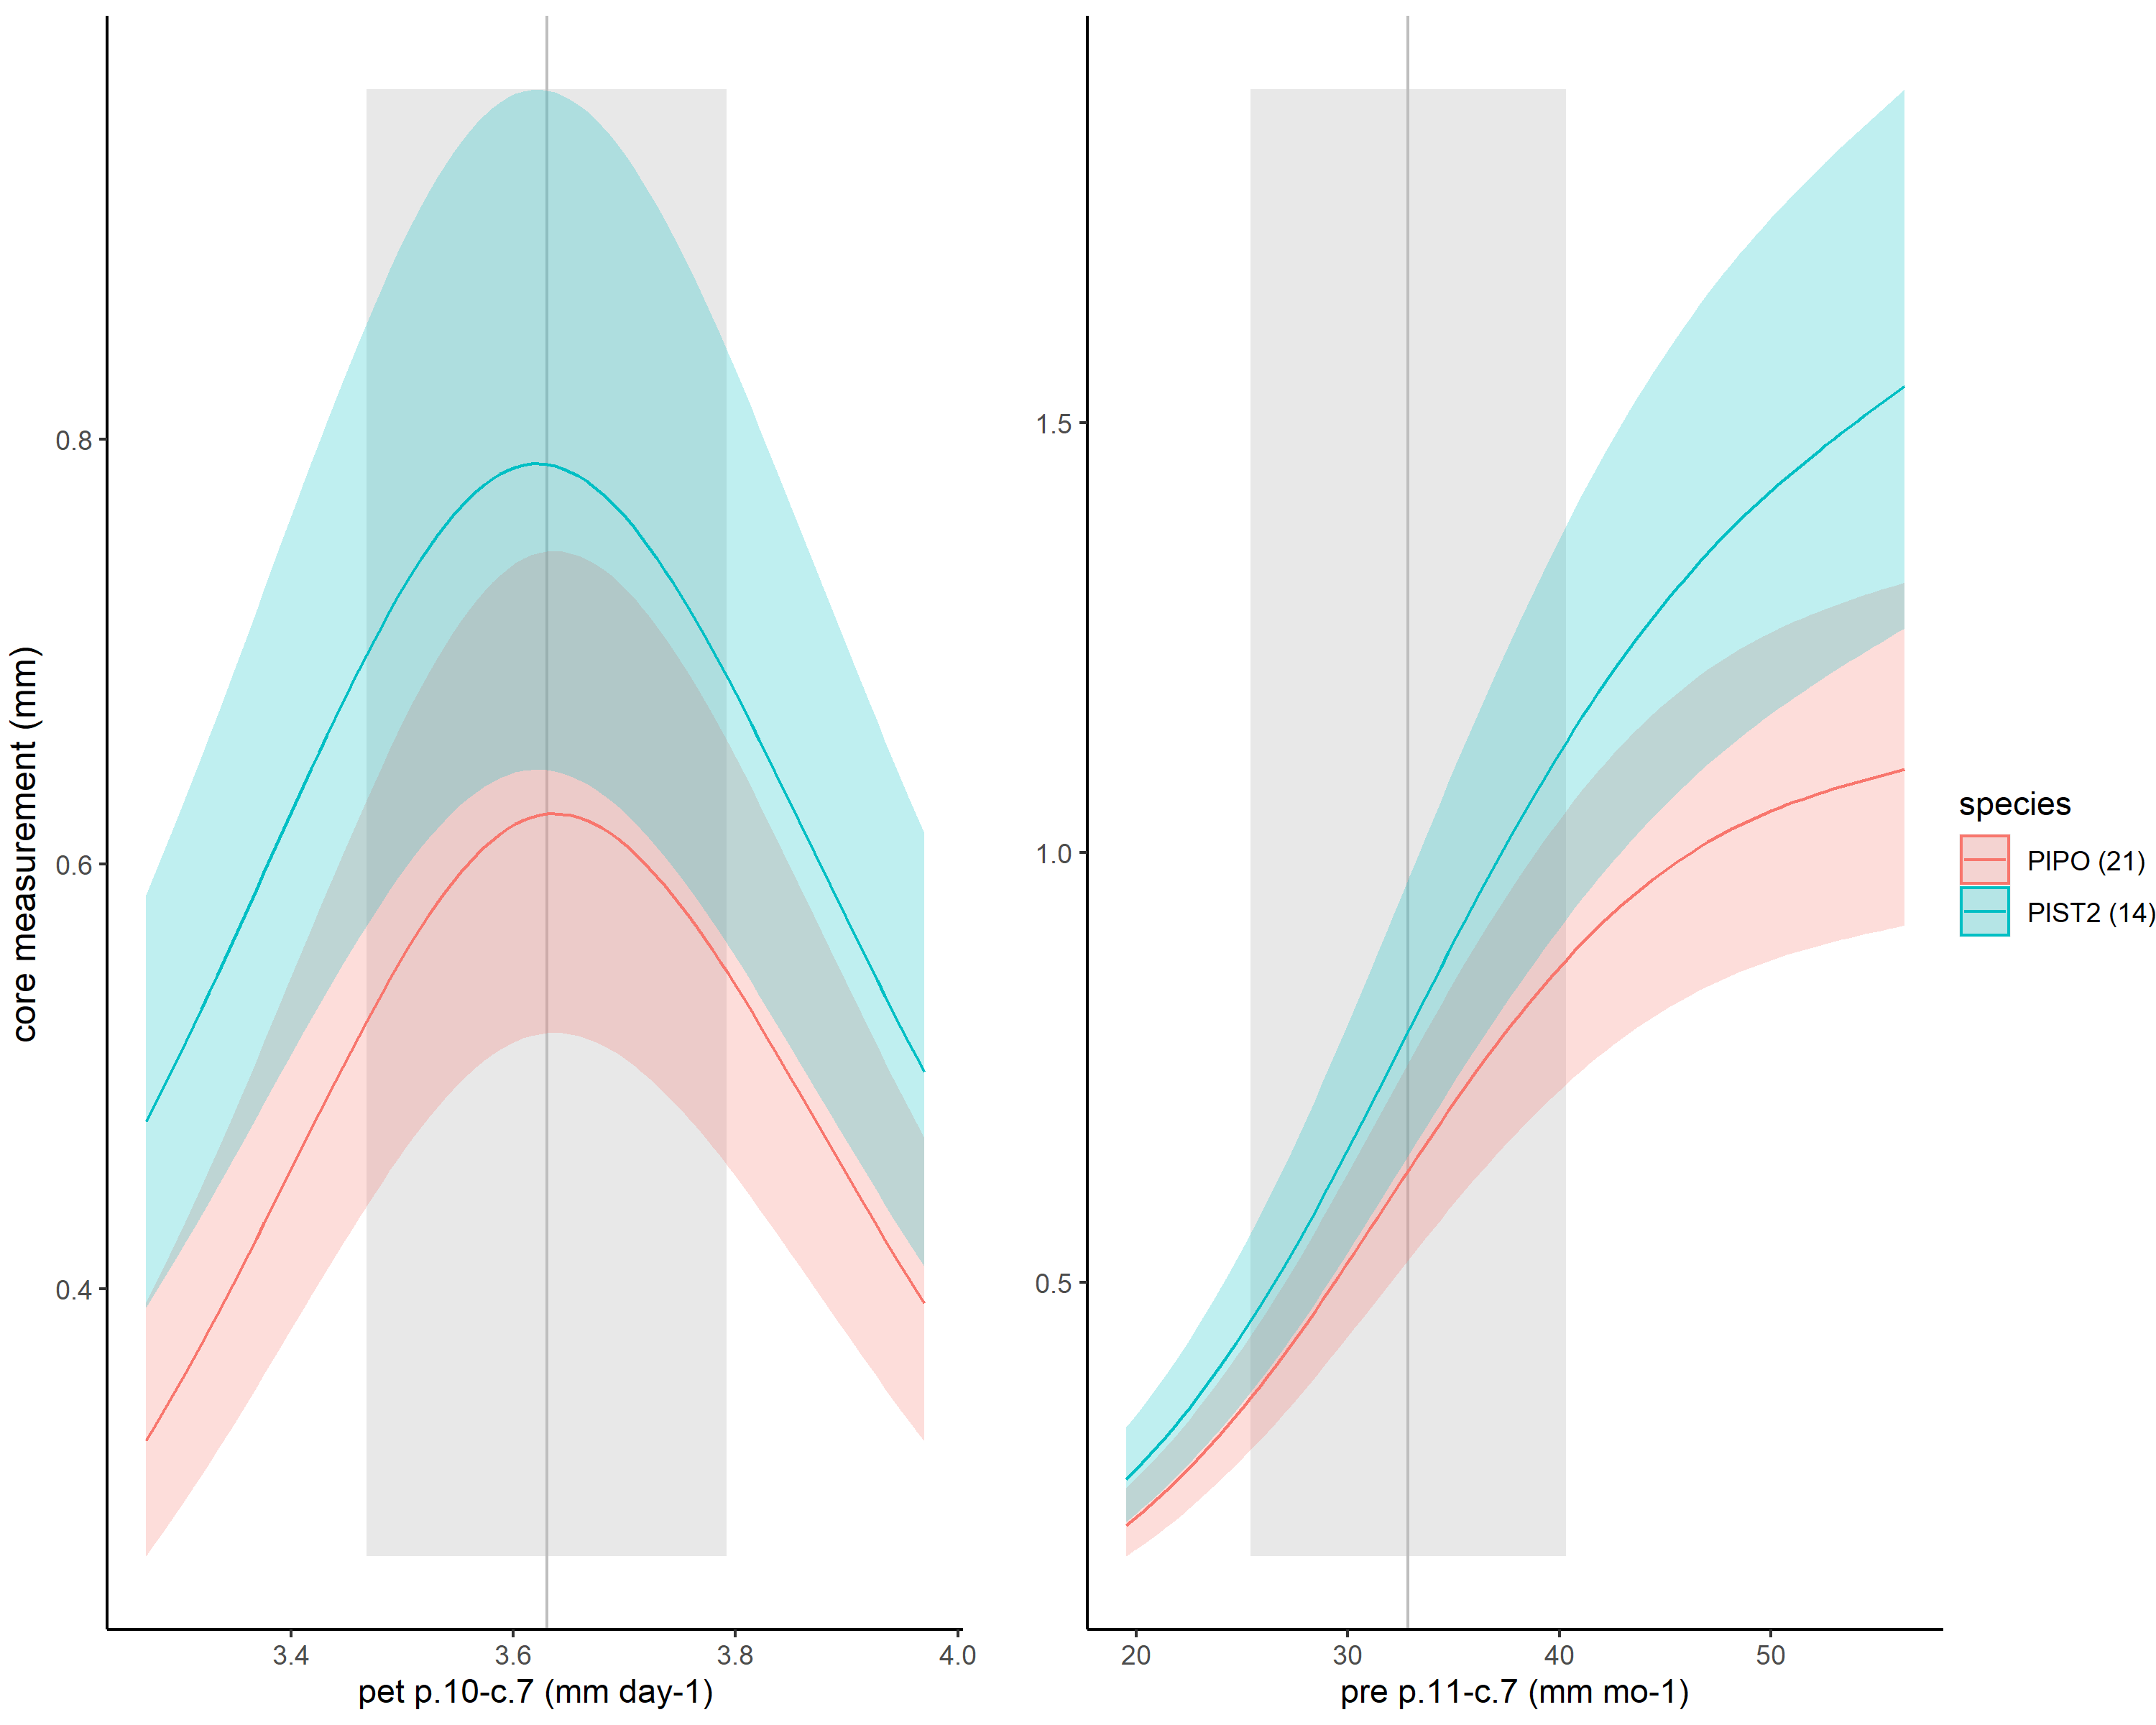 core measurement (mm)
0.8
0.6
0.4
3.4 3.6 3.8 4.0
pet p.10-c.7 (mm day-1)
1.5
1.0
0.5
20 30 40 50
pre p.11-c.7 (mm mo-1)
species
PIPO (21)
PIST2 (14)